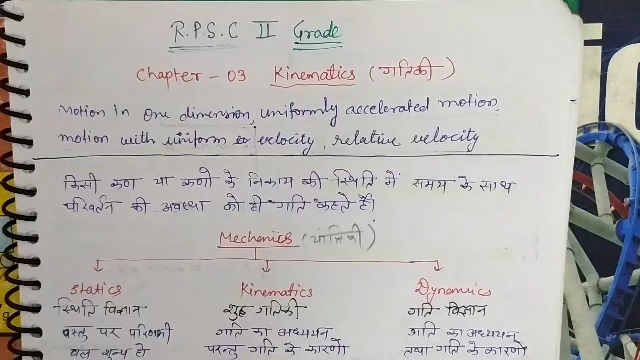 R.P.S.C II Grade
Chapter - 03 Kinematics (गतिकी)
Motion in one dimension, uniformly accelerated motion,
motion with uniform velocity, relative velocity
किसी कण या कणो के निकाय की स्थिति में समय के साथ
परिवर्तन की अवस्था को ही "गति" कहते हैं।
Mechanics (यांत्रिकी)
Statics Kinematics Dynamics
स्थिति विज्ञान शुद्ध गतिकी गति विज्ञान
वस्तु पर परिणामी गति का अध्ययन गति का अध्ययन
बल शून्य हो परन्तु गति के कारणो तथा गति के कारणो